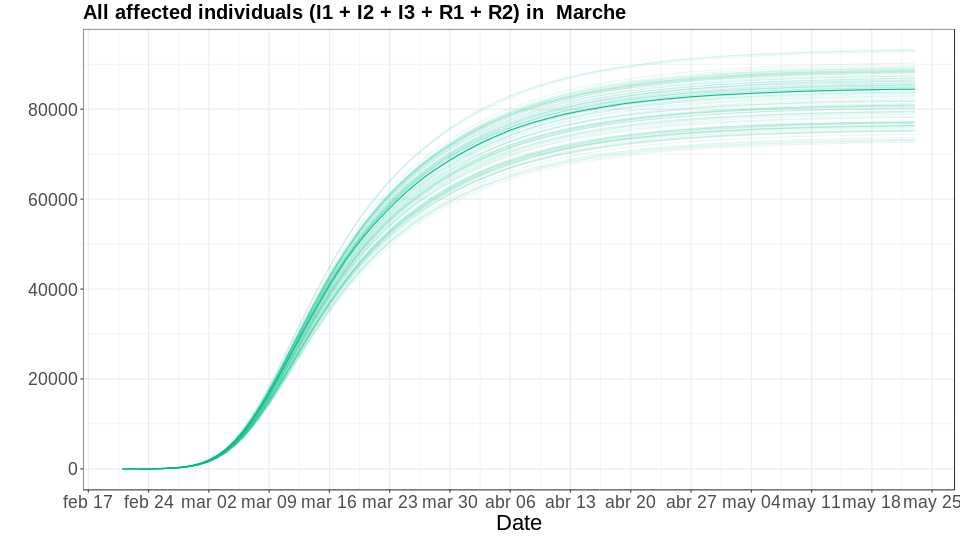 All affected individuals (I1 + I2 + I3 + R1 + R2) in  Marche
80000
60000
40000
20000
0
feb 17 feb 24 mar 02 mar 09 mar 16 mar 23 mar 30 abr 06 abr 13 abr 20 abr 27 may 04 may 11 may 18 may 25
Date